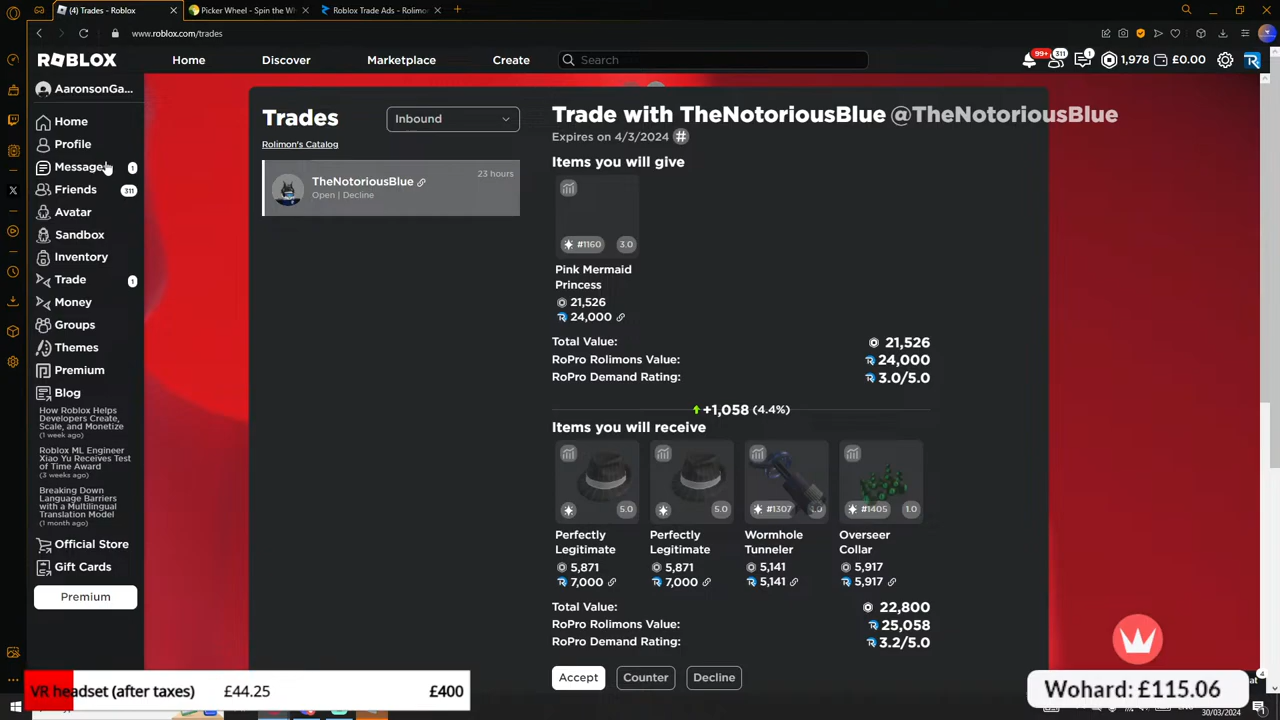 (4) Trades - Roblox
Picker Wheel - Spin the W
Roblox Trade Ads - Rolimo
www.roblox.com/trades
ROBLOX
Home
Discover
Marketplace
Create
Search
99+
311
1
1,978
£0.00
AaronsonGa...
Home
Profile
Messages 1
Friends 311
Avatar
Sandbox
Inventory
Trade 1
Money
Groups
Themes
Premium
Blog
How Roblox Helps
Developers Create,
Scale, and Monetize
(1 week ago)
Roblox ML Engineer
Xiao Yu Receives Test
of Time Award
(3 weeks ago)
Breaking Down
Language Barriers
with a Multilingual
Translation Model
(1 month ago)
Official Store
Gift Cards
Premium
Trades
Inbound
Rolimon's Catalog
TheNotoriousBlue
23 hours
Open | Decline
Trade with TheNotoriousBlue @TheNotoriousBlue
Expires on 4/3/2024 #
Items you will give
#1160 3.0
Pink Mermaid
Princess
21,526
24,000
Total Value: 21,526
RoPro Rolimons Value: 24,000
RoPro Demand Rating: 3.0/5.0
+1,058 (4.4%)
Items you will receive
5.0
5.0
#1307
#1405 1.0
Perfectly
Legitimate
5,871
7,000
Perfectly
Legitimate
5,871
7,000
Wormhole
Tunneler
5,141
5,141
Overseer
Collar
5,917
5,917
Total Value: 22,800
RoPro Rolimons Value: 25,058
RoPro Demand Rating: 3.2/5.0
Accept
Counter
Decline
VR headset (after taxes) £44.25 £400
Wohard: £115.06
30/03/2024